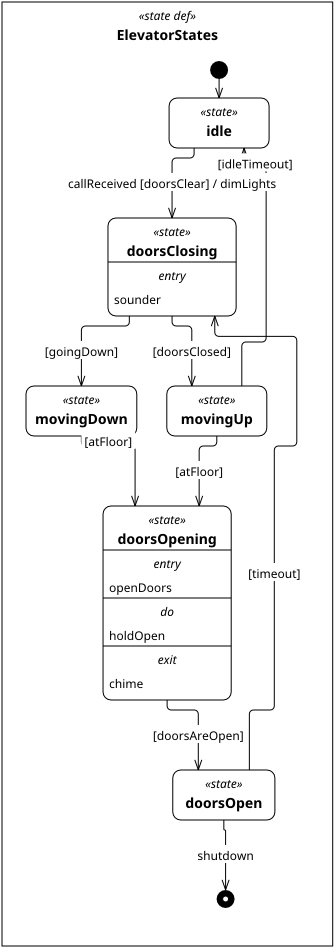 «state def»
ElevatorStates
«state»
idle
[idleTimeout]
callReceived [doorsClear] / dimLights
«state»
doorsClosing
entry
sounder
[goingDown]
[doorsClosed]
«state»
movingDown
«state»
movingUp
[atFloor]
[atFloor]
«state»
doorsOpening
entry
openDoors
do
holdOpen
exit
chime
[timeout]
[doorsAreOpen]
«state»
doorsOpen
shutdown